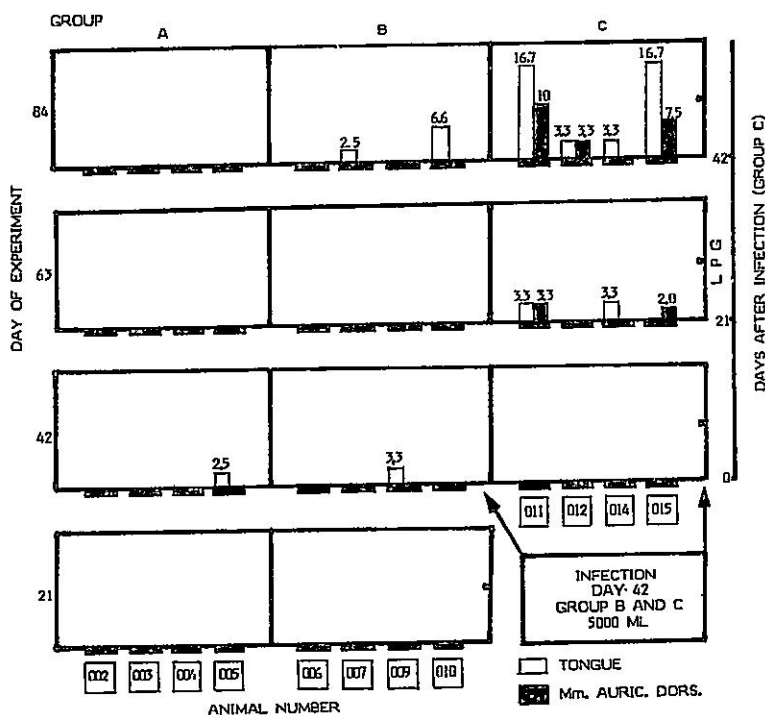 GROUP
A B C
84
2.5
6.6
16.7
10
3.3
3.3
3.3
16.7
7.5
42
63
3.3
3.3
3.3
2.0
21
42
2.5
3.3
0
011 012 014 015
21
INFECTION
DAY· 42
GROUP B AND C
5000 ML
002 003 004 005 006 007 009 010
TONGUE
Mm. AURIC. DORS.
ANIMAL NUMBER
DAY OF EXPERIMENT
LPG
DAYS AFTER INFECTION (GROUP C)